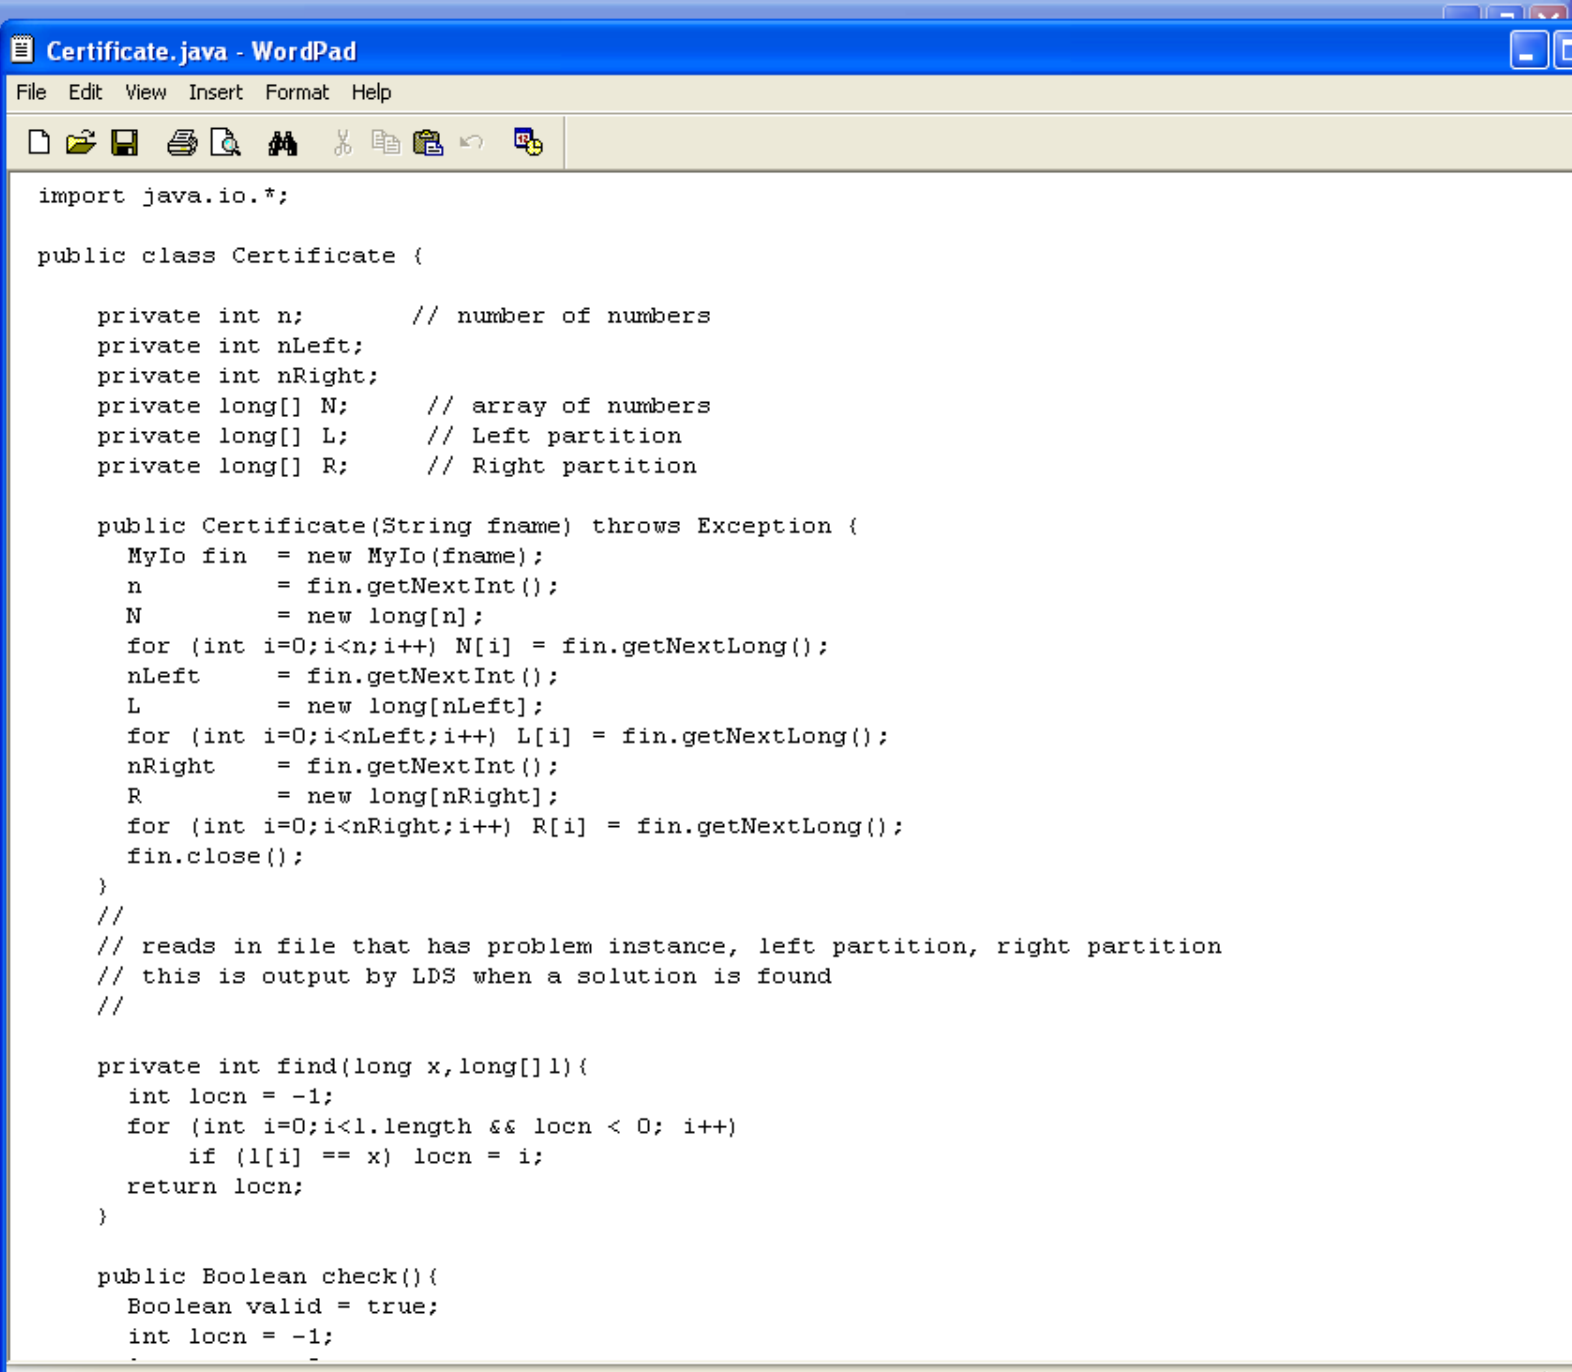 Certificate.java - WordPad
File Edit View Insert Format Help
import java.io.*;
public class Certificate {
private int n; // number of numbers
private int nLeft;
private int nRight;
private long[] N; // array of numbers
private long[] L; // Left partition
private long[] R; // Right partition
public Certificate(String fname) throws Exception {
MyIo fin = new MyIo(fname);
n = fin.getNextInt();
N = new long[n];
for (int i=0;i<n;i++) N[i] = fin.getNextLong();
nLeft = fin.getNextInt();
L = new long[nLeft];
for (int i=0;i<nLeft;i++) L[i] = fin.getNextLong();
nRight = fin.getNextInt();
R = new long[nRight];
for (int i=0;i<nRight;i++) R[i] = fin.getNextLong();
fin.close();
}
//
// reads in file that has problem instance, left partition, right partition
// this is output by LDS when a solution is found
//
private int find(long x,long[]l){
int locn = -1;
for (int i=0;i<l.length && locn < 0; i++)
if (l[i] == x) locn = i;
return locn;
}
public Boolean check(){
Boolean valid = true;
int locn = -1;